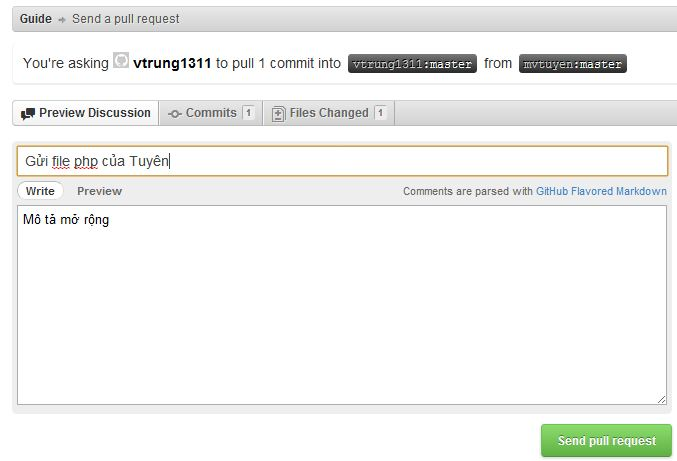 Guide → Send a pull request
You're asking vtrung1311 to pull 1 commit into vtrung1311:master from mvtuyen:master
Preview Discussion Commits 1 Files Changed 1
Gửi file php của Tuyên
Write Preview Comments are parsed with GitHub Flavored Markdown
Mô tả mở rộng
Send pull request